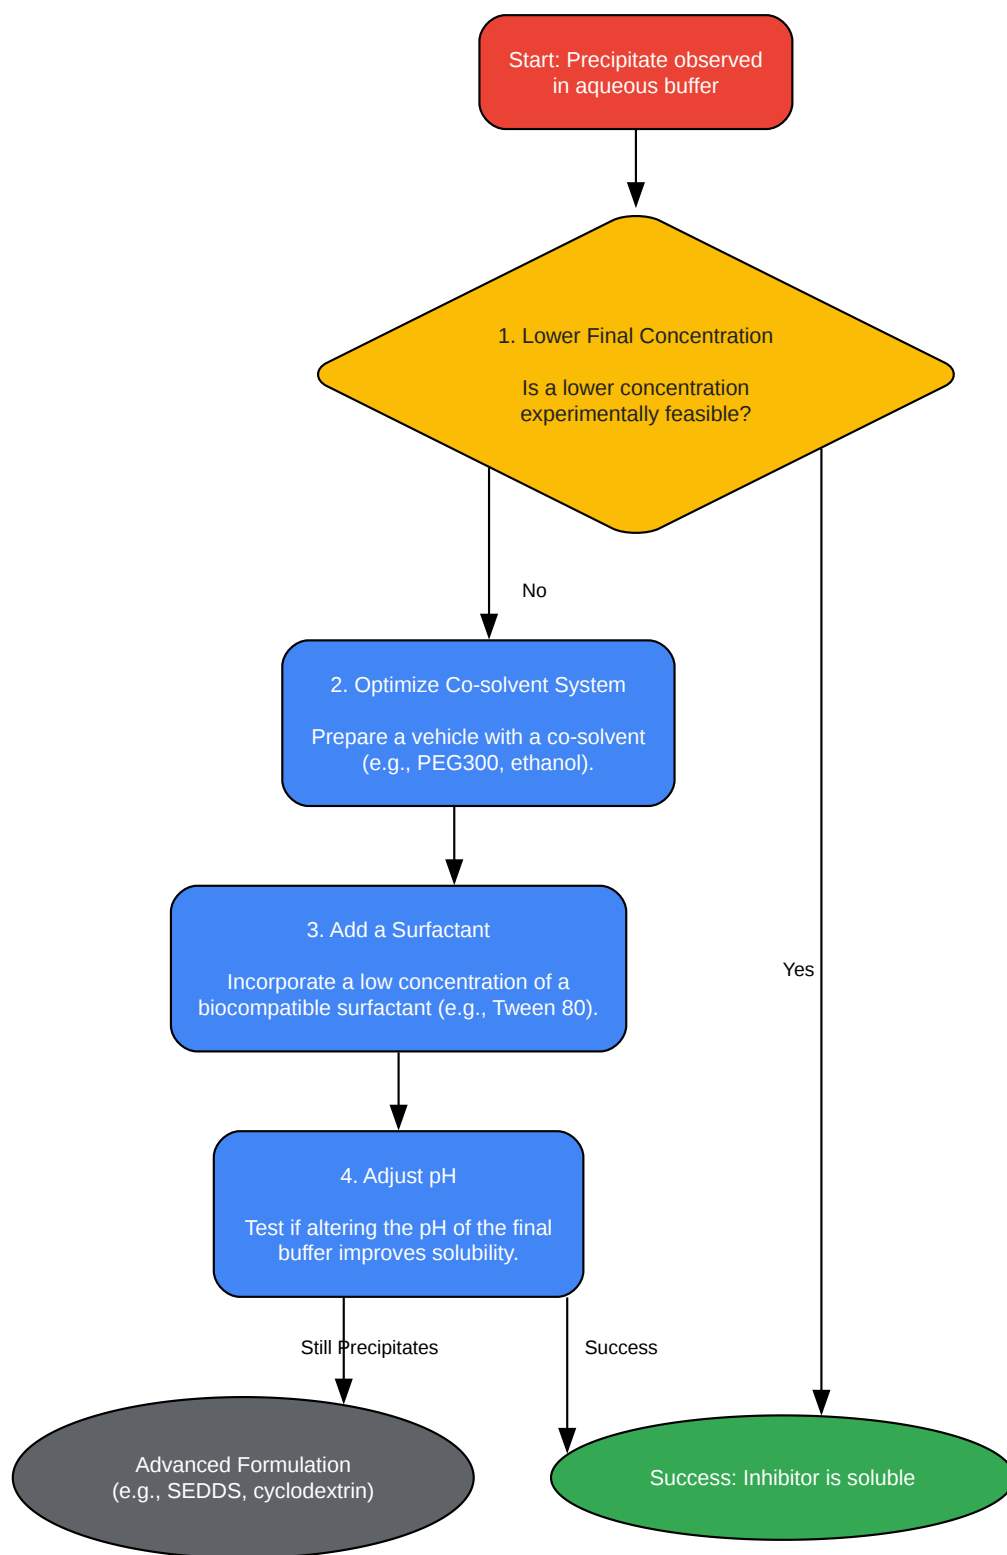 Start: Precipitate observed
in aqueous buffer
1. Lower Final Concentration
Is a lower concentration
experimentally feasible?
No
2. Optimize Co-solvent System
Prepare a vehicle with a co-solvent
(e.g., PEG300, ethanol).
3. Add a Surfactant
Incorporate a low concentration of a
biocompatible surfactant (e.g., Tween 80).
Yes
4. Adjust pH
Test if altering the pH of the final
buffer improves solubility.
Still Precipitates
Success
Advanced Formulation
(e.g., SEDDS, cyclodextrin)
Success: Inhibitor is soluble